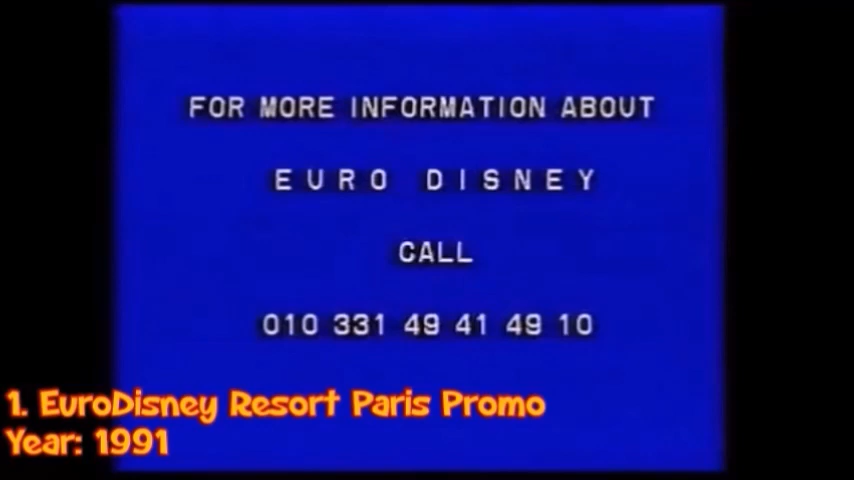 FOR MORE INFORMATION ABOUT
EURO DISNEY
CALL
010 331 49 41 49 10
1. EuroDisney Resort Paris Promo
Year: 1991